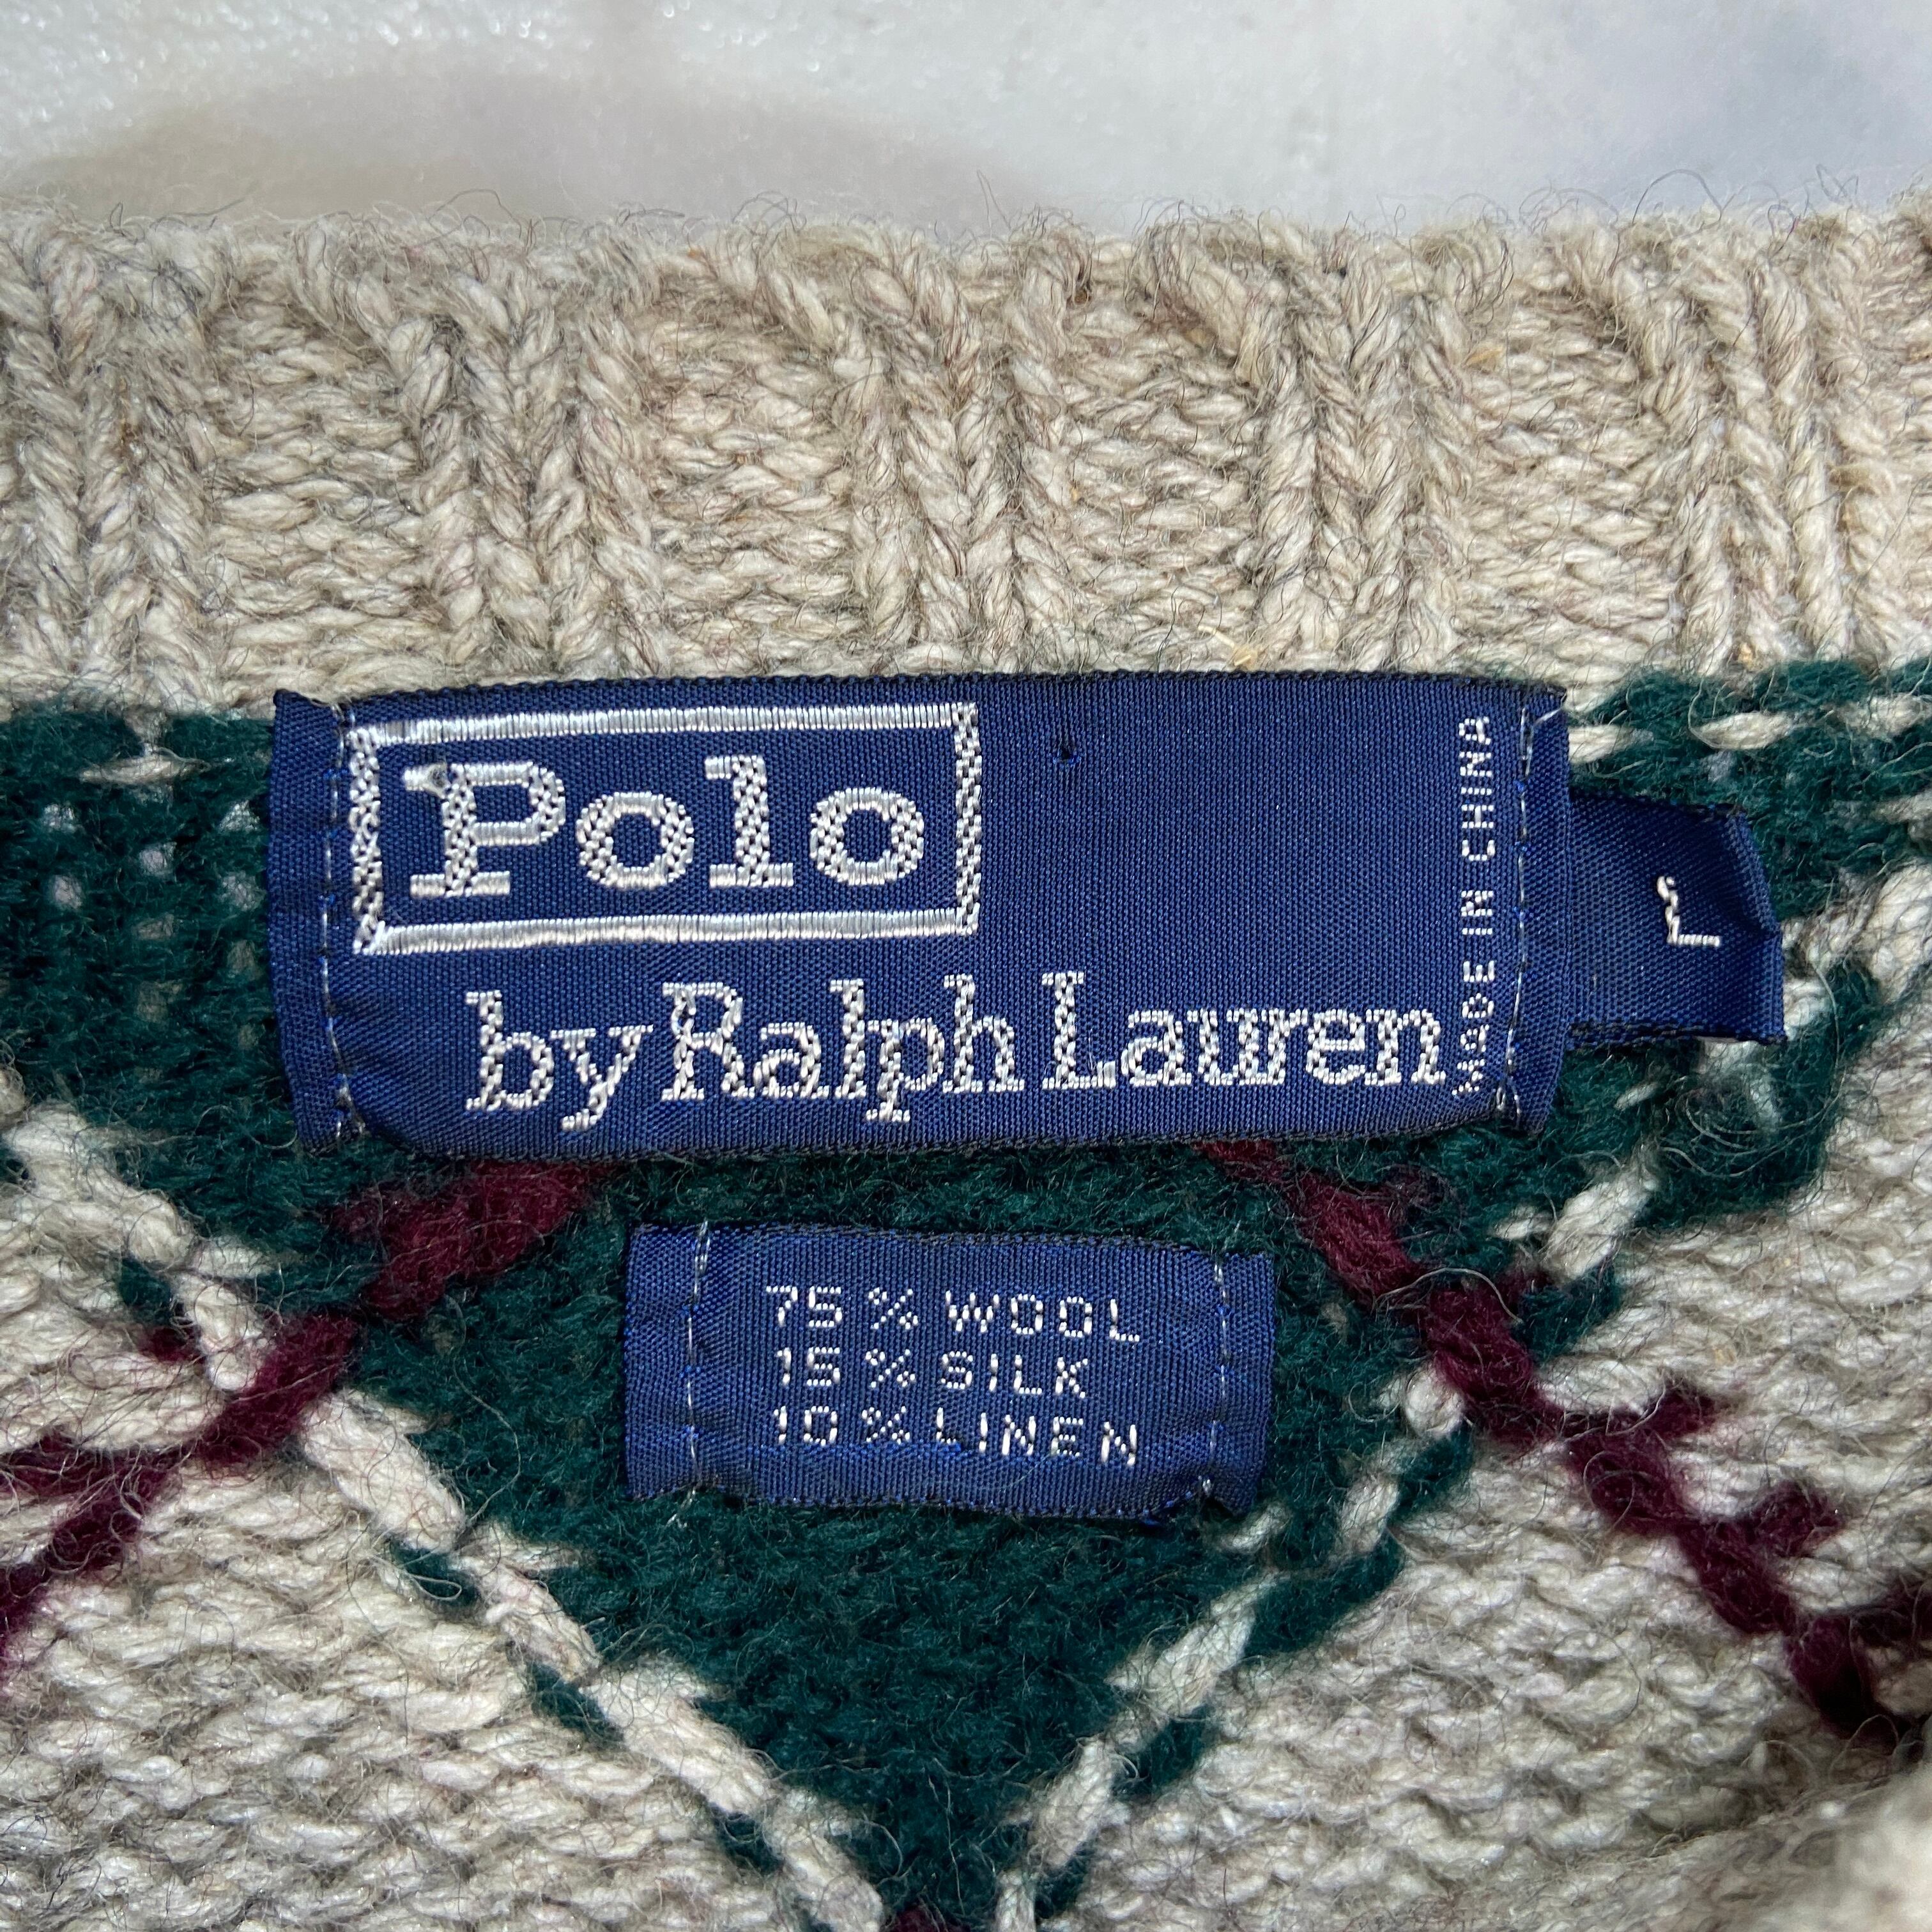 Polo
by Ralph Lauren
MADE IN CHINA
L
75 % WOOL
15 % SILK
10 % LINEN